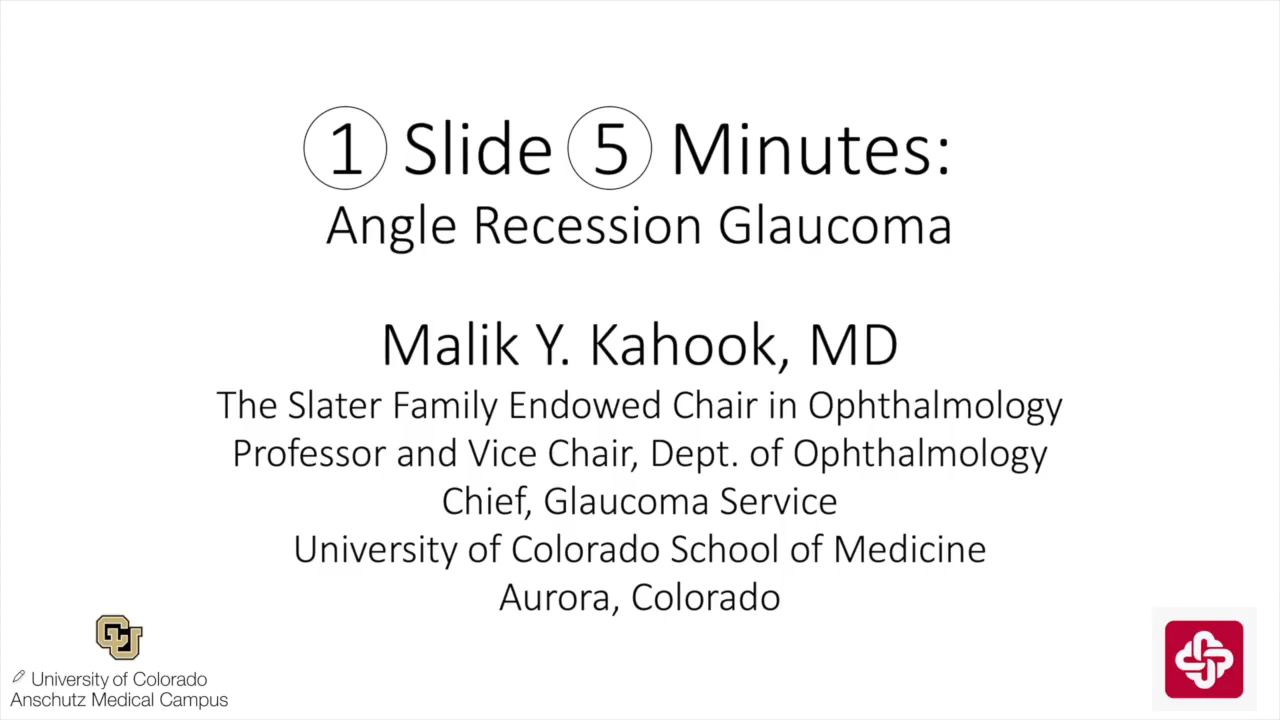 1 Slide 5 Minutes:
Angle Recession Glaucoma
Malik Y. Kahook, MD
The Slater Family Endowed Chair in Ophthalmology
Professor and Vice Chair, Dept. of Ophthalmology
Chief, Glaucoma Service
University of Colorado School of Medicine
Aurora, Colorado
CU
University of Colorado
Anschutz Medical Campus